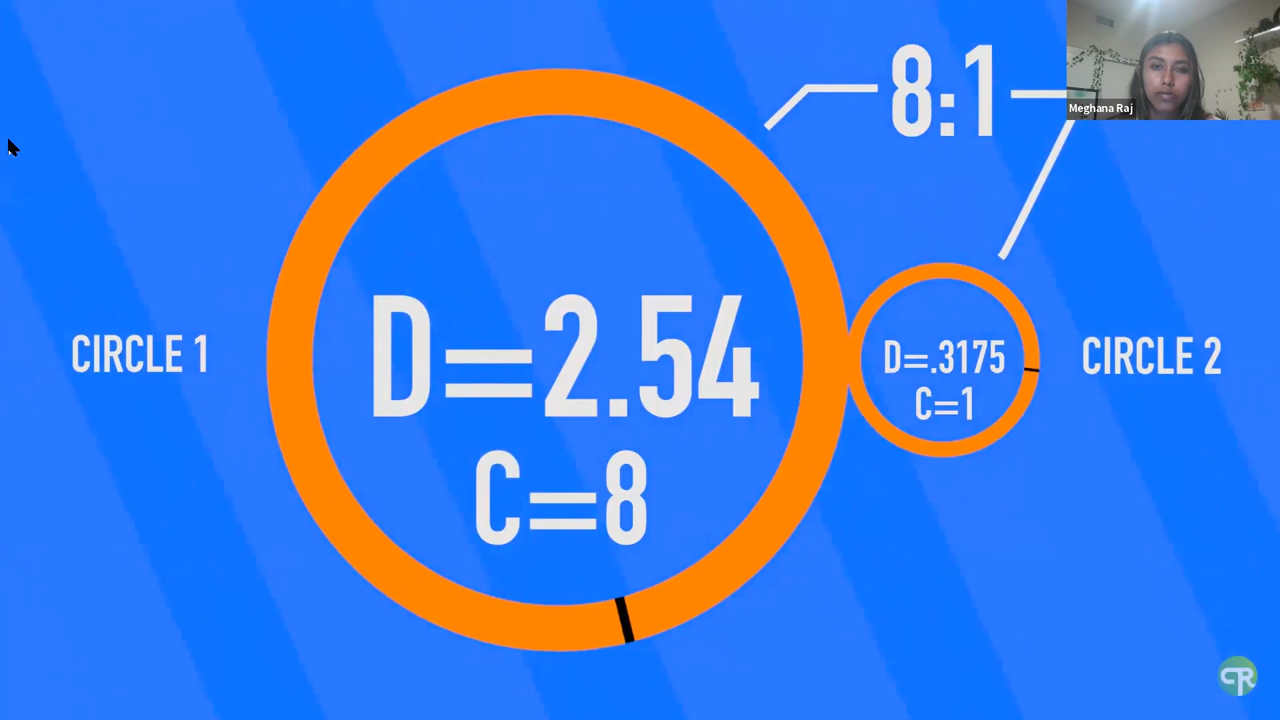 8:1
Meghana Raj
CIRCLE 1
D=2.54
C=8
D=.3175
C=1
CIRCLE 2